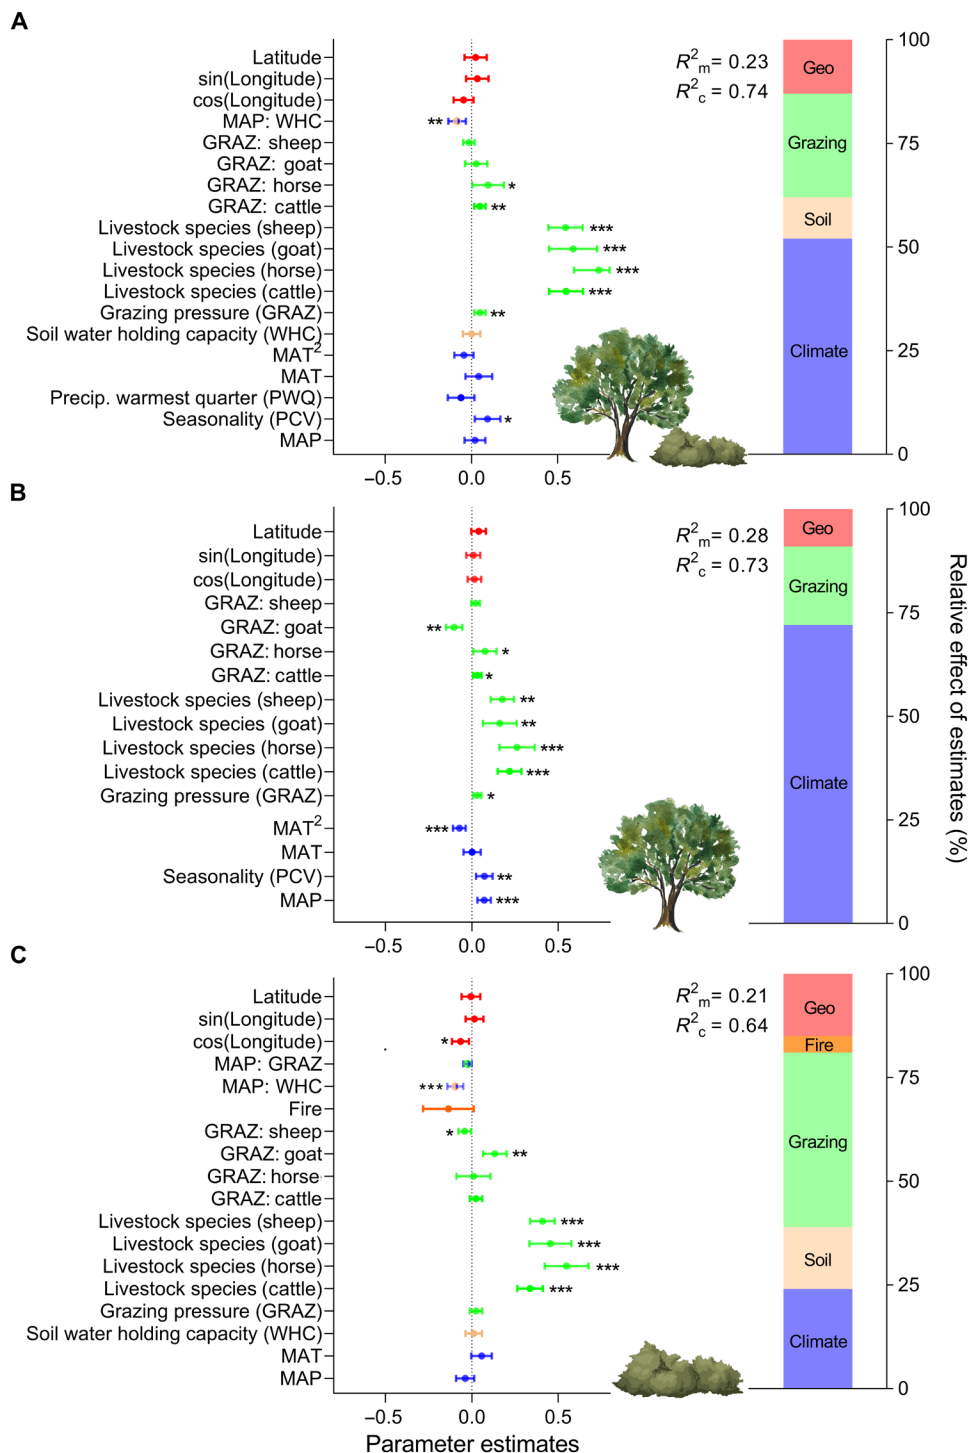 A
Latitude
sin(Longitude)
cos(Longitude)
MAP: WHC
**
GRAZ: sheep
GRAZ: goat
GRAZ: horse
*
GRAZ: cattle
**
Livestock species (sheep)
***
Livestock species (goat)
***
Livestock species (horse)
***
Livestock species (cattle)
***
Grazing pressure (GRAZ)
**
Soil water holding capacity (WHC)
MAT²
MAT
Precip. warmest quarter (PWQ)
Seasonality (PCV)
*
MAP
−0.5 0.0 0.5
R²m = 0.23
R²c = 0.74
Geo
Grazing
Soil
Climate
100
75
50
25
0
B
Latitude
sin(Longitude)
cos(Longitude)
GRAZ: sheep
GRAZ: goat
**
GRAZ: horse
*
GRAZ: cattle
*
Livestock species (sheep)
**
Livestock species (goat)
**
Livestock species (horse)
***
Livestock species (cattle)
***
Grazing pressure (GRAZ)
*
MAT²
***
MAT
Seasonality (PCV)
**
MAP
***
−0.5 0.0 0.5
R²m = 0.28
R²c = 0.73
Geo
Grazing
Climate
100
75
50
25
0
Relative effect of estimates (%)
C
Latitude
sin(Longitude)
cos(Longitude)
*
MAP: GRAZ
MAP: WHC
***
Fire
GRAZ: sheep
*
GRAZ: goat
**
GRAZ: horse
GRAZ: cattle
Livestock species (sheep)
***
Livestock species (goat)
***
Livestock species (horse)
***
Livestock species (cattle)
***
Grazing pressure (GRAZ)
Soil water holding capacity (WHC)
MAT
MAP
−0.5 0.0 0.5
Parameter estimates
R²m = 0.21
R²c = 0.64
Geo
Fire
Grazing
Soil
Climate
100
75
50
25
0